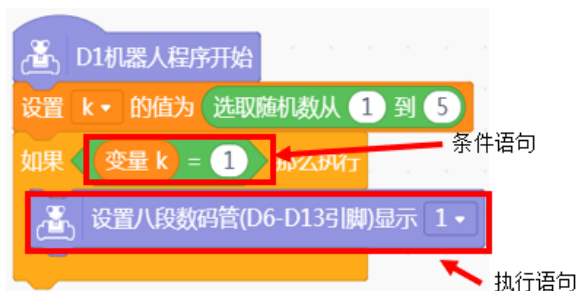 D1机器人程序开始
设置 k 的值为 选取随机数从 1 到 5
如果 变量 k = 1 那么执行
条件语句
设置八段数码管(D6-D13引脚)显示 1
执行语句